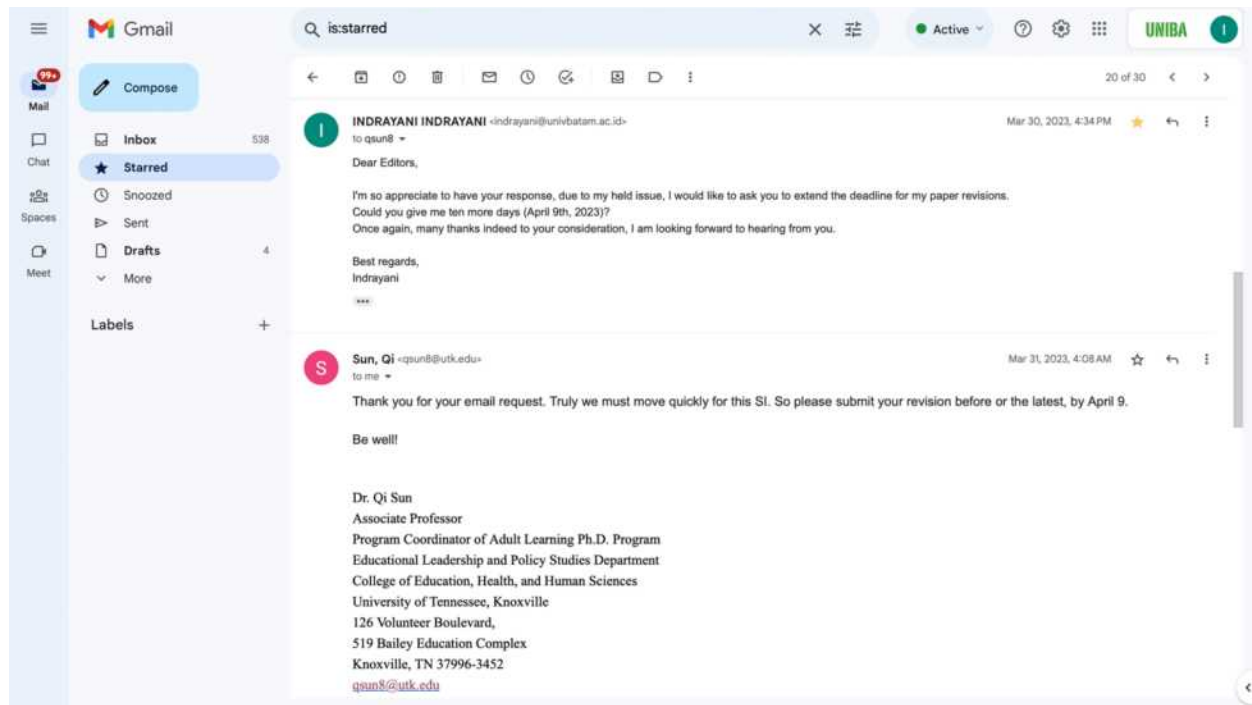 Gmail
is:starred
Active
UNIBA
I
99+
Mail
Chat
Spaces
Meet
Compose
Inbox 538
Starred
Snoozed
Sent
Drafts 4
More
Labels
20 of 30
I
INDRAYANI INDRAYANI <indrayani@univbatam.ac.id>
Mar 30, 2023, 4:34 PM
to qsun8
Dear Editors,
I'm so appreciate to have your response, due to my held issue, I would like to ask you to extend the deadline for my paper revisions.
Could you give me ten more days (April 9th, 2023)?
Once again, many thanks indeed to your consideration, I am looking forward to hearing from you.
Best regards,
Indrayani
S
Sun, Qi <qsun8@utk.edu>
Mar 31, 2023, 4:08 AM
to me
Thank you for your email request. Truly we must move quickly for this SI. So please submit your revision before or the latest, by April 9.
Be well!
Dr. Qi Sun
Associate Professor
Program Coordinator of Adult Learning Ph.D. Program
Educational Leadership and Policy Studies Department
College of Education, Health, and Human Sciences
University of Tennessee, Knoxville
126 Volunteer Boulevard,
519 Bailey Education Complex
Knoxville, TN 37996-3452
qsun8@utk.edu